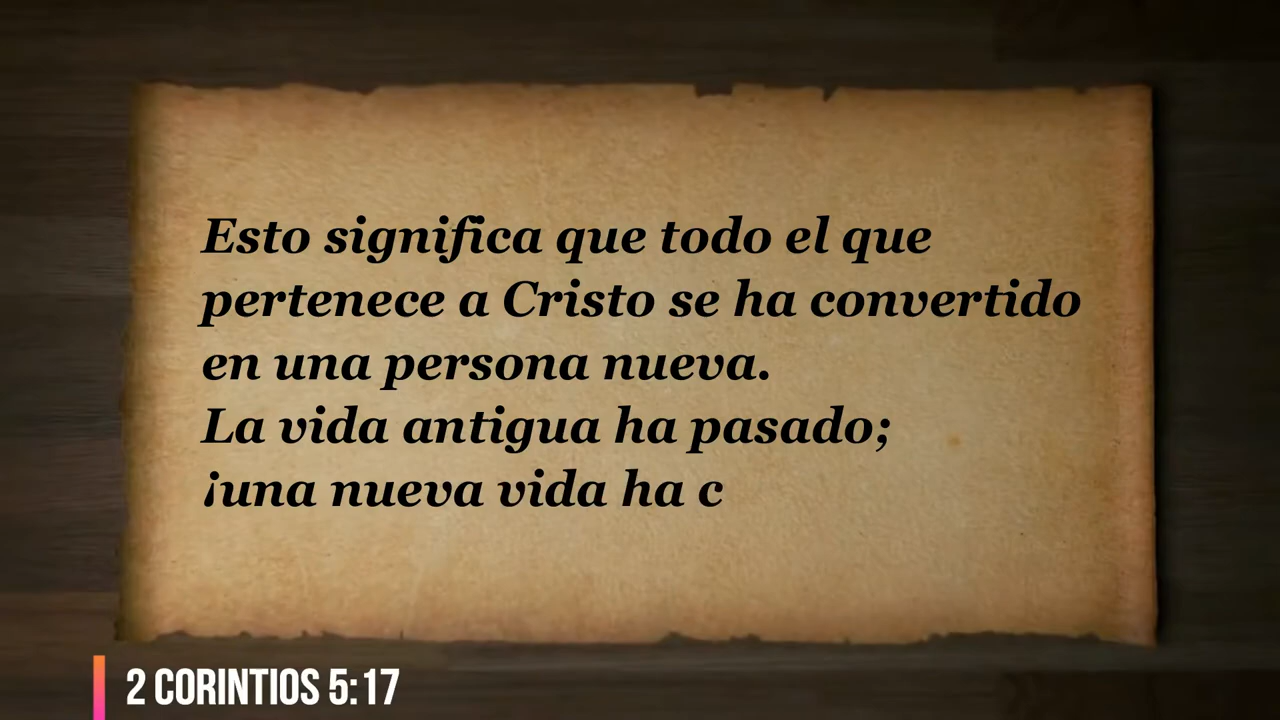 Esto significa que todo el que
pertenece a Cristo se ha convertido
en una persona nueva.
La vida antigua ha pasado;
¡una nueva vida ha c
2 CORINTIOS 5:17